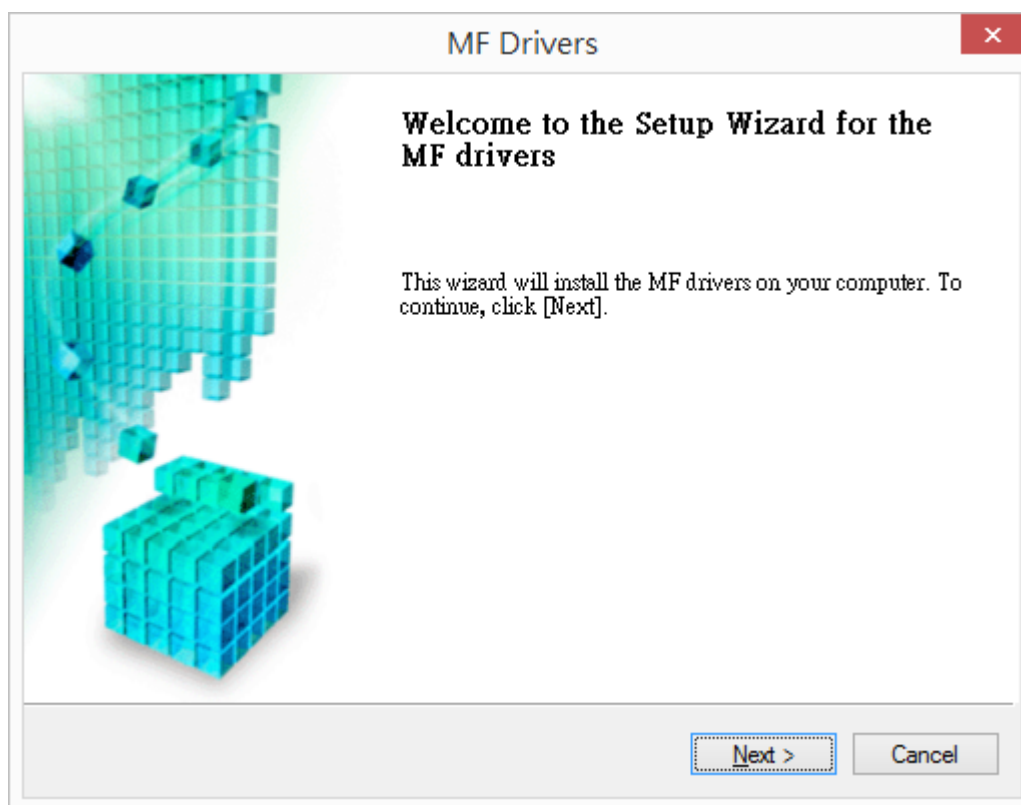 MF Drivers
Welcome to the Setup Wizard for the
MF drivers
This wizard will install the MF drivers on your computer. To
continue, click [Next].
Next >
Cancel